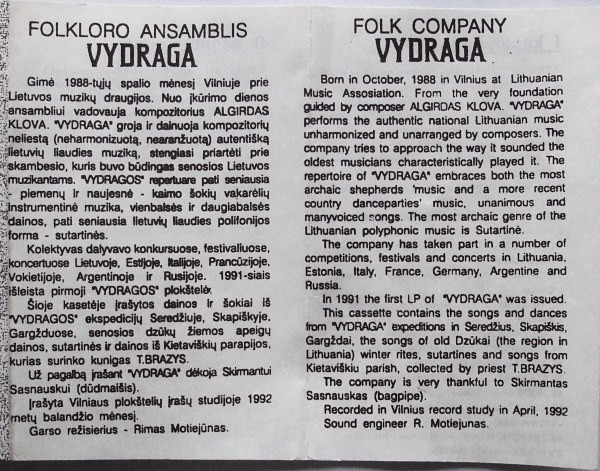 FOLKLORO ANSAMBLIS
VYDRAGA
Gimė 1988-tųjų spalio mėnesį Vilniuje prie
Lietuvos muzikų draugijos. Nuo įkūrimo dienos
ansambliui vadovauja kompozitorius ALGIRDAS
KLOVA. "VYDRAGA" groja ir dainuoja kompozitorių
neliestą (neharmonizuotą, nearanžuotą) autentišką
lietuvių liaudies muziką, stengiasi priartėti prie
skambesio, kuris buvo būdingas senosios Lietuvos
muzikantams. "VYDRAGOS" repertuare pati seniausia
- piemenų ir naujesnė - kaimo šokių vakarėlių
instrumentinė muzika, vienbalsės ir daugiabalsės
dainos, pati seniausia lietuvių liaudies polifonijos
forma - sutartinės.
Kolektyvas dalyvavo konkursuose, festivaliuose,
koncertuose Lietuvoje, Estijoje, Italijoje, Prancūzijoje,
Vokietijoje, Argentinoje ir Rusijoje. 1991-siais
išleista pirmoji "VYDRAGOS" plokštelė.
Šioje kasetėje įrašytos dainos ir šokiai iš
"VYDRAGOS" ekspedicijų Seredžiuje, Skapiškyje,
Gargžduose, senosios dzūkų žiemos apeigų
dainos, sutartinės ir dainos iš Kietaviškių parapijos,
kurias surinko kunigas T.BRAZYS.
Už pagalbą įrašant "VYDRAGA" dėkoja Skirmantui
Sasnauskui (dūdmaišis).
Įrašyta Vilniaus plokštelių įrašų studijoje 1992
metų balandžio mėnesį.
Garso režisierius - Rimas Motiejūnas.
FOLK COMPANY
VYDRAGA
Born in October, 1988 in Vilnius at Lithuanian
Music Assosiation. From the very foundation
guided by composer ALGIRDAS KLOVA. "VYDRAGA"
performs the authentic national Lithuanian music
unharmonized and unarranged by composers. The
company tries to approach the way it sounded the
oldest musicians characteristically played it. The
repertoire of "VYDRAGA" embraces both the most
archaic shepherds 'music and a more recent
country danceparties' music, unanimous and
manyvoiced songs. The most archaic genre of the
Lithuanian polyphonic music is Sutartinė.
The company has taken part in a number of
competitions, festivals and concerts in Lithuania,
Estonia, Italy, France, Germany, Argentine and
Russia.
In 1991 the first LP of "VYDRAGA" was issued.
This cassette contains the songs and dances
from "VYDRAGA" expeditions in Seredžius, Skapiškis,
Gargždai, the songs of old Dzūkai (the region in
Lithuania) winter rites, sutartines and songs from
Kietaviškiu parish, collected by priest T.BRAZYS.
The company is very thankful to Skirmantas
Sasnauskas (bagpipe).
Recorded in Vilnius record study in April, 1992
Sound engineer R. Motiejunas.